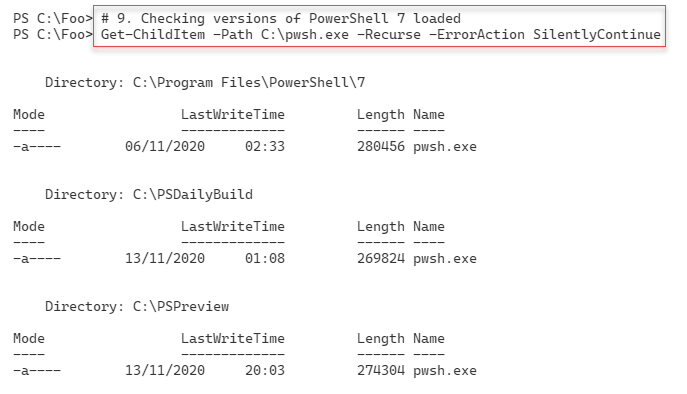 PS C:\Foo> # 9. Checking versions of PowerShell 7 loaded
PS C:\Foo> Get-ChildItem -Path C:\pwsh.exe -Recurse -ErrorAction SilentlyContinue
Directory: C:\Program Files\PowerShell\7
Mode LastWriteTime Length Name
---- ------------- ------ ----
-a---- 06/11/2020 02:33 280456 pwsh.exe
Directory: C:\PSDailyBuild
Mode LastWriteTime Length Name
---- ------------- ------ ----
-a---- 13/11/2020 01:08 269824 pwsh.exe
Directory: C:\PSPreview
Mode LastWriteTime Length Name
---- ------------- ------ ----
-a---- 13/11/2020 20:03 274304 pwsh.exe